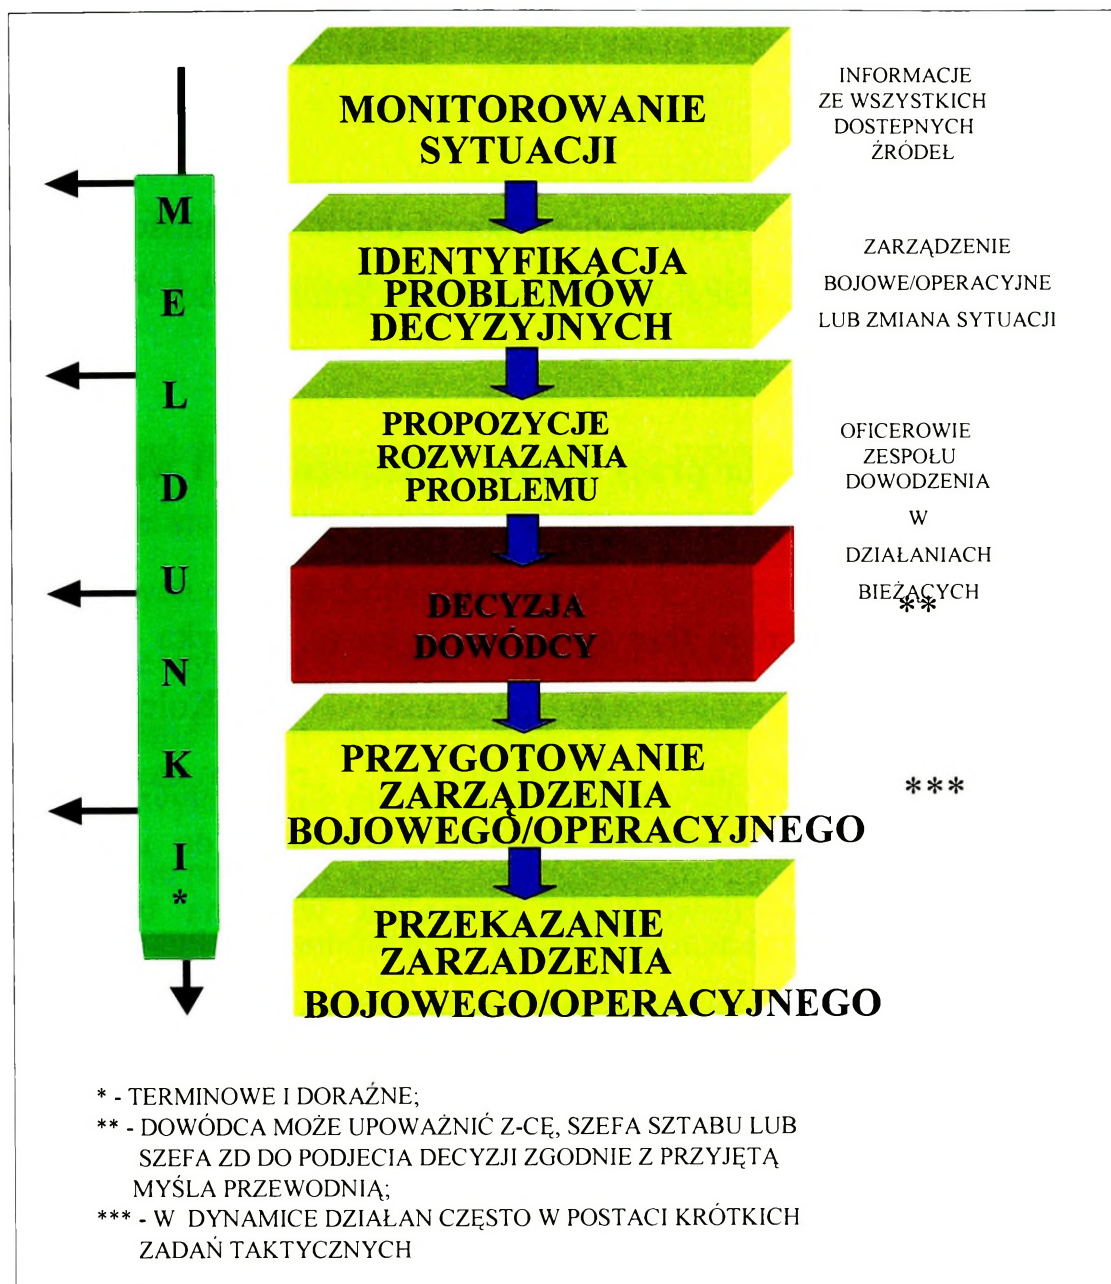 MONITOROWANIE
SYTUACJI
INFORMACJE
ZE WSZYSTKICH
DOSTEPNYCH
ŹRÓDEŁ
IDENTYFIKACJA
PROBLEMÓW
DECYZYJNYCH
ZARZĄDZENIE
BOJOWE/OPERACYJNE
LUB ZMIANA SYTUACJI
PROPOZYCJE
ROZWIAZANIA
PROBLEMU
OFICEROWIE
ZESPOŁU
DOWODZENIA
W
DZIAŁANIACH
BIEŻĄCYCH
**
DECYZJA
DOWÓDCY
PRZYGOTOWANIE
ZARZĄDZENIA
BOJOWEGO/OPERACYJNEGO
***
PRZEKAZANIE
ZARZADZENIA
BOJOWEGO/OPERACYJNEGO
M
E
L
D
U
N
K
I
*
* - TERMINOWE I DORAŹNE;
** - DOWÓDCA MOŻE UPOWAŻNIĆ Z-CĘ, SZEFA SZTABU LUB
SZEFA ZD DO PODJECIA DECYZJI ZGODNIE Z PRZYJĘTĄ
MYŚLA PRZEWODNIĄ;
*** - W DYNAMICE DZIAŁAN CZĘSTO W POSTACI KRÓTKICH
ZADAŃ TAKTYCZNYCH